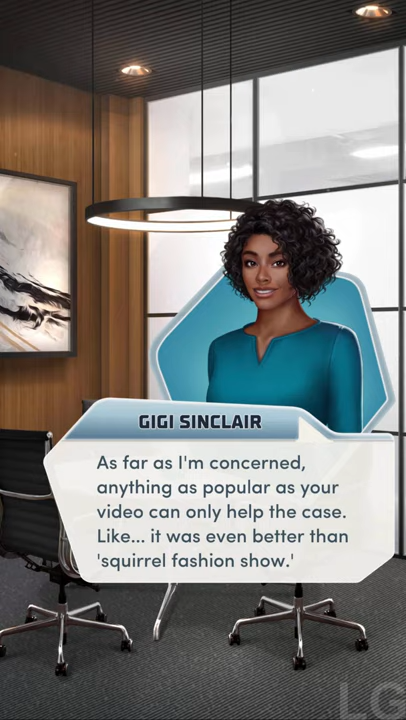 GIGI SINCLAIR
As far as I'm concerned,
anything as popular as your
video can only help the case.
Like... it was even better than
'squirrel fashion show.'
LG